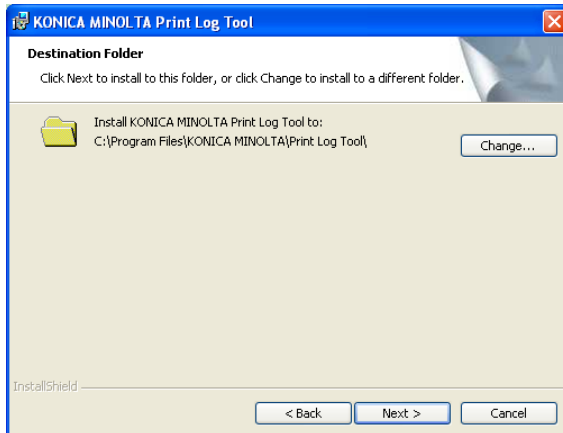 KONICA MINOLTA Print Log Tool
Destination Folder
Click Next to install to this folder, or click Change to install to a different folder.
Install KONICA MINOLTA Print Log Tool to:
C:\Program Files\KONICA MINOLTA\Print Log Tool\
Change...
InstallShield
< Back
Next >
Cancel